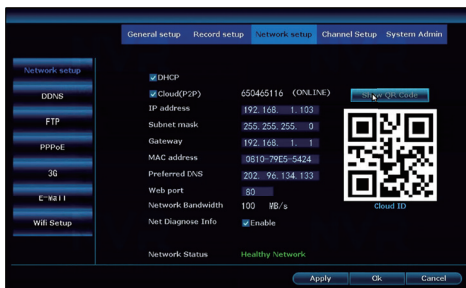 General setup Record setup Network setup Channel Setup System Admin
Network setup
DDNS
FTP
PPPoE
3G
E-Mail
Wifi Setup
DHCP
Cloud(P2P) 650465116 (ONLINE) Show QR Code
IP address 192.168. 1.103
Subnet mask 255.255.255. 0
Gateway 192.168. 1. 1
MAC address 0810-79E5-5424
Preferred DNS 202. 96.134.133
Web port 80
Network Bandwidth 100 MB/s
Net Diagnose Info Enable
Cloud ID
Network Status Healthy Network
Apply Ok Cancel